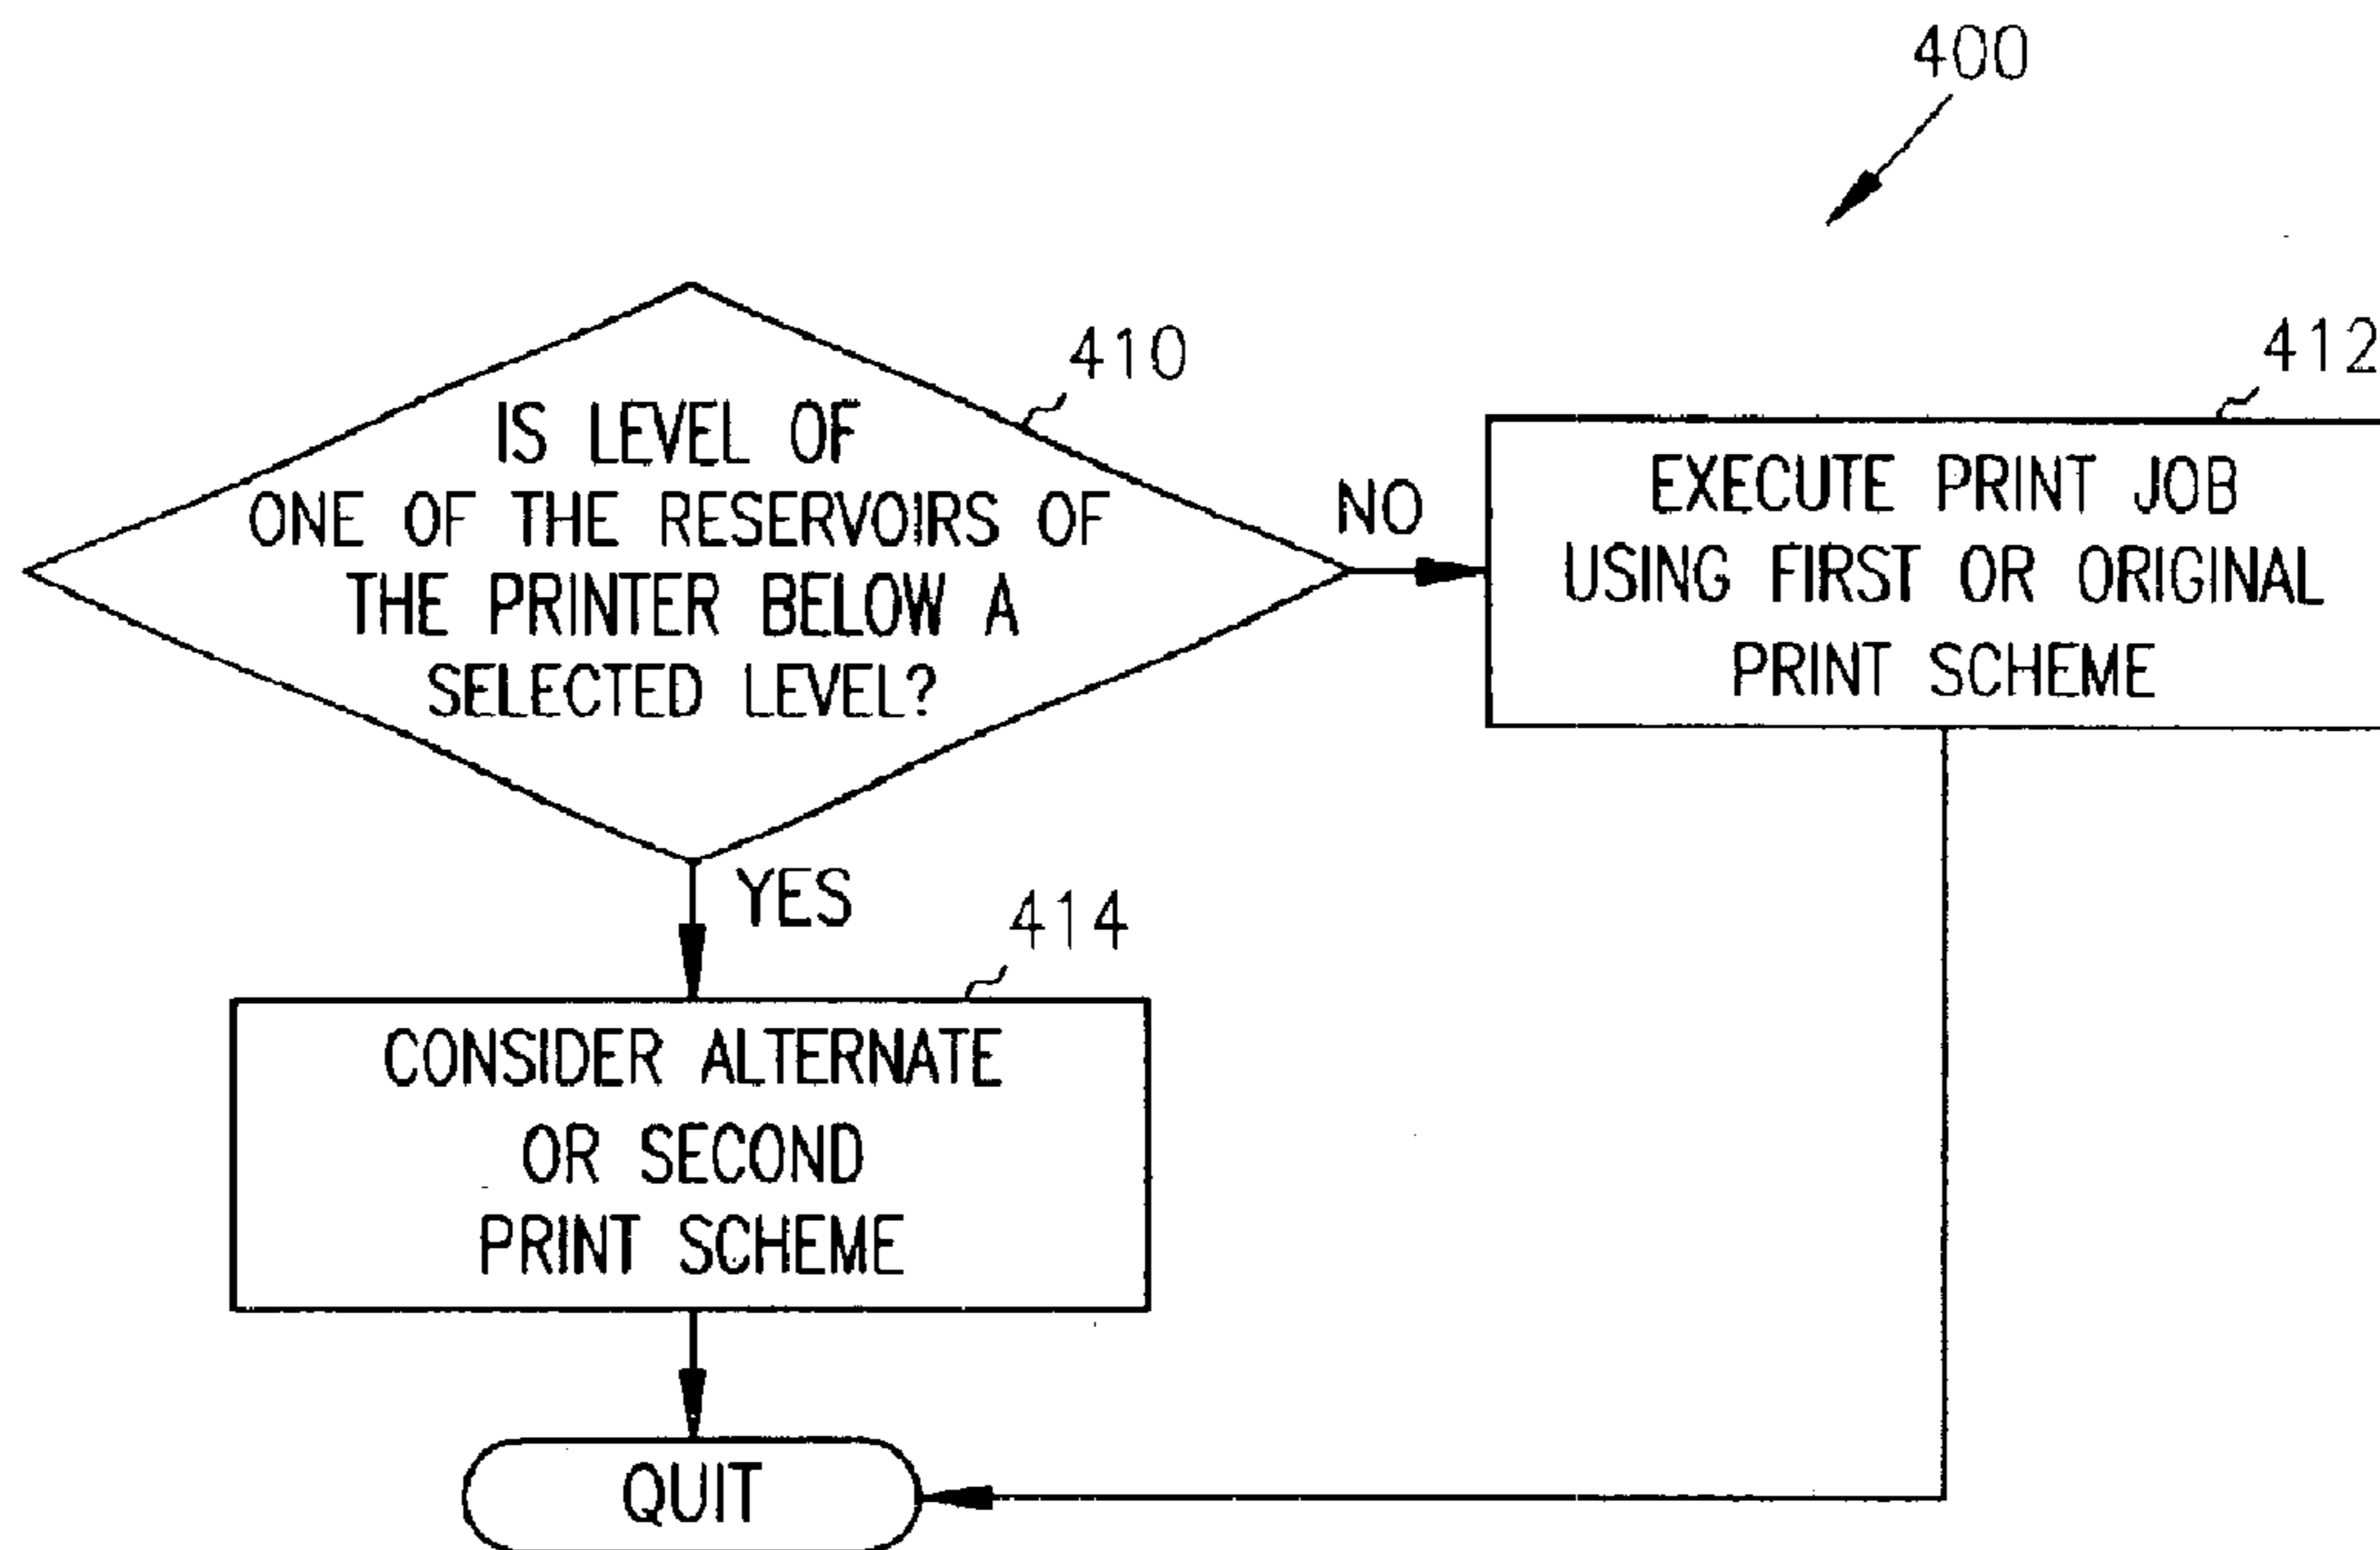 400
410
IS LEVEL OF
ONE OF THE RESERVOIRS OF
THE PRINTER BELOW A
SELECTED LEVEL?
NO
412
EXECUTE PRINT JOB
USING FIRST OR ORIGINAL
PRINT SCHEME
YES
414
CONSIDER ALTERNATE
OR SECOND
PRINT SCHEME
QUIT